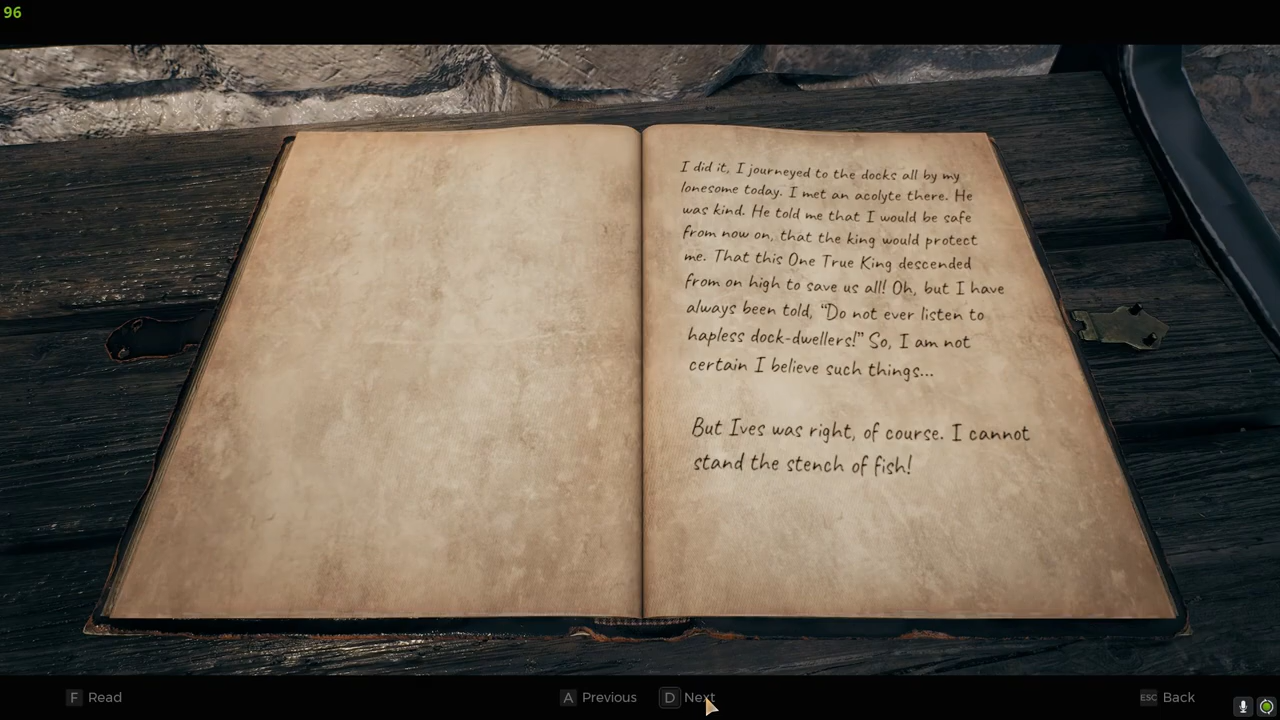 96
I did it, I journeyed to the docks all by my
lonesome today. I met an acolyte there. He
was kind. He told me that I would be safe
from now on, that the king would protect
me. That this One True King descended
from on high to save us all! Oh, but I have
always been told, “Do not ever listen to
hapless dock-dwellers!” So, I am not
certain I believe such things...
But Ives was right, of course. I cannot
stand the stench of fish!
F Read
A Previous
D Next
ESC Back